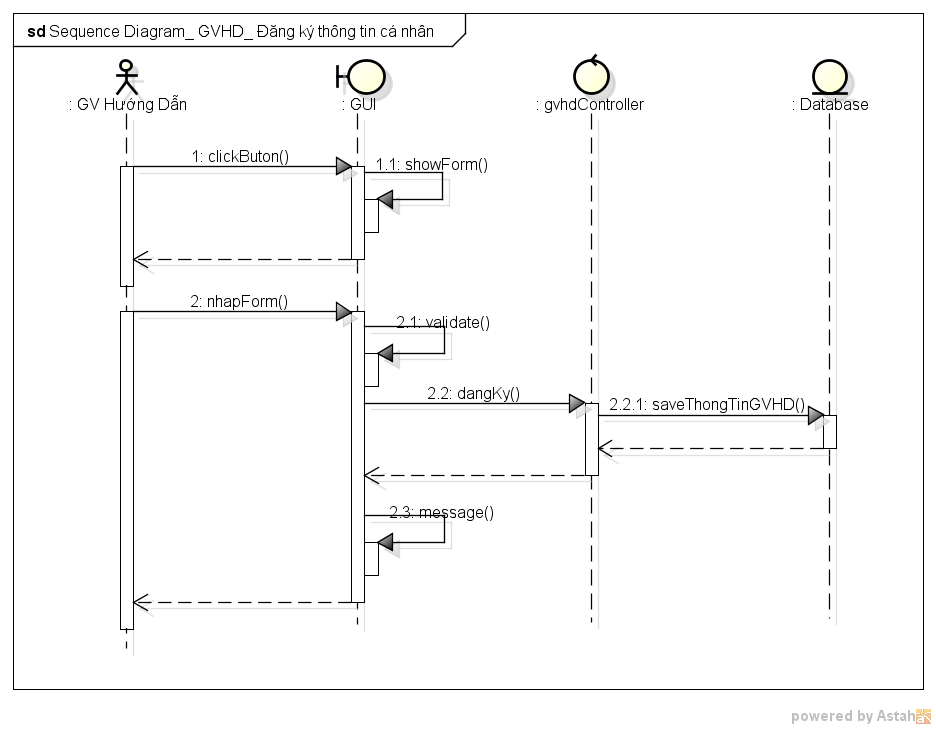 sd Sequence Diagram_ GVHD_ Đăng ký thông tin cá nhân
: GV Hướng Dẫn
: GUI
: gvhdController
: Database
1: clickButon()
1.1: showForm()
2: nhapForm()
2.1: validate()
2.2: dangKy()
2.2.1: saveThongTinGVHD()
2.3: message()
powered by Astah